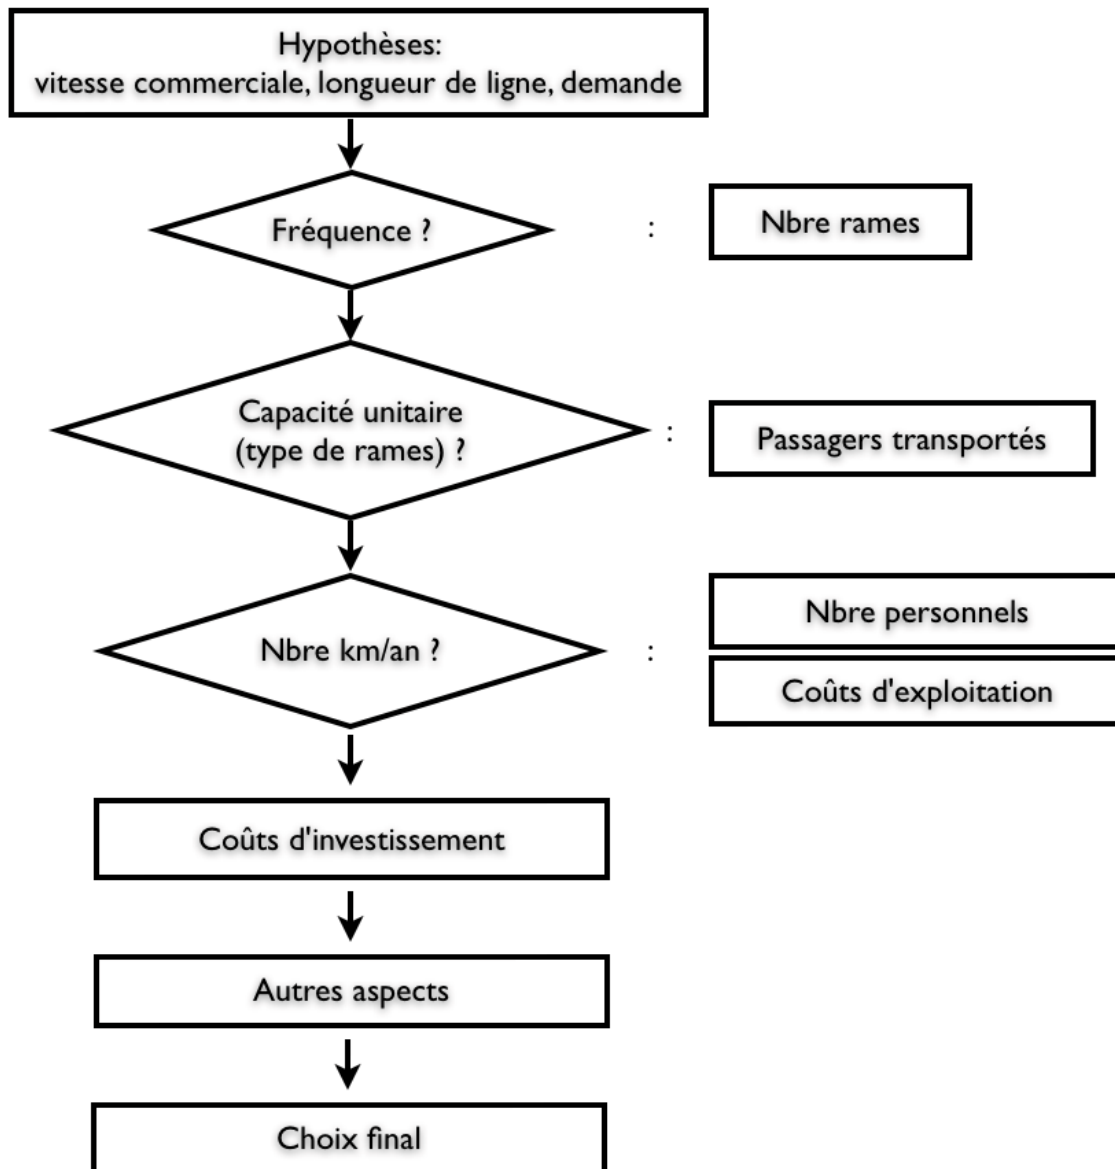 Hypothèses:
vitesse commerciale, longueur de ligne, demande
Fréquence ?
:
Nbre rames
Capacité unitaire
(type de rames) ?
:
Passagers transportés
Nbre km/an ?
:
Nbre personnels
Coûts d'exploitation
Coûts d'investissement
Autres aspects
Choix final